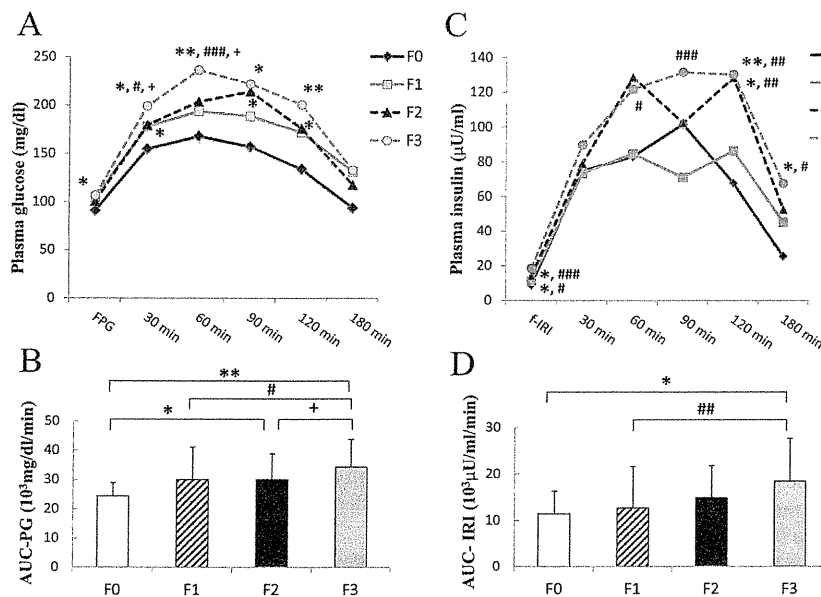 A
Plasma glucose (mg/dl)
250
200
150
100
50
0
*
*, #, +
*
**, ###, +
*
*
**
*
FPG
30 min
60 min
90 min
120 min
180 min
F0
F1
F2
F3
C
Plasma insulin (µU/ml)
140
120
100
80
60
40
20
0
*, ###
*, #
#
###
**, ##
*, ##
*, #
f-IRI
30 min
60 min
90 min
120 min
180 min
B
AUC-PG (10³mg/dl/min)
50
40
30
20
10
0
**
#
*
+
F0
F1
F2
F3
D
AUC- IRI (10³µU/ml/min)
30
20
10
0
*
##
F0
F1
F2
F3